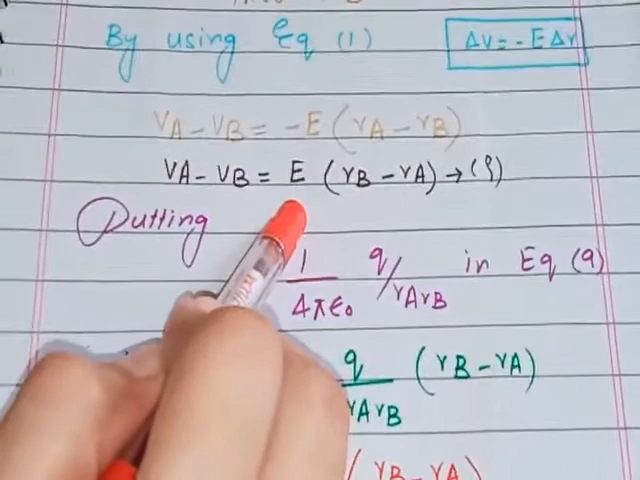 By using Eq (1)
ΔV = -EΔr
VA - VB = -E (rA - rB)
VA - VB = E (rB - rA) → (9)
Putting
1/4πε₀ q/rArB in Eq (9)
q/rArB (rB - rA)
(rB - rA)